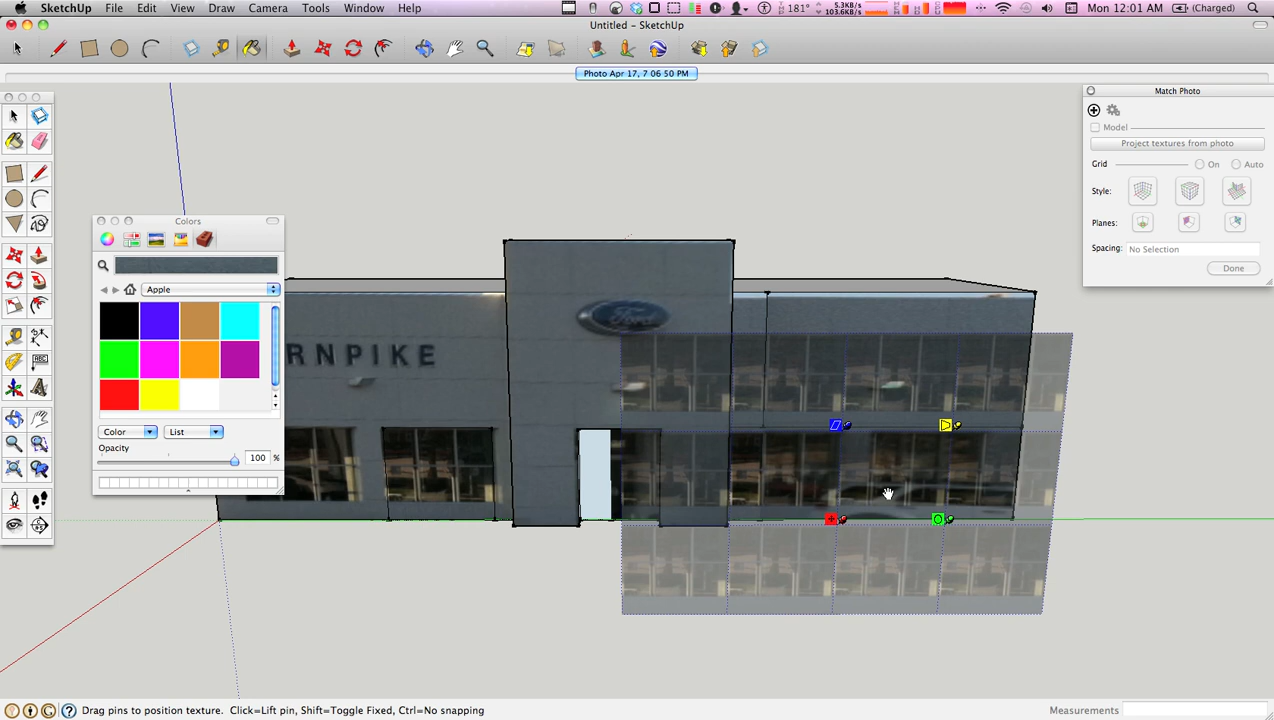 SketchUp File Edit View Draw Camera Tools Window Help 181° 5.3KB/s 103.6KB/s Mon 12:01 AM (Charged)
Untitled - SketchUp
Photo Apr 17, 7 06 50 PM
Match Photo
Model
Project textures from photo
Grid On Auto
Style:
Planes:
Spacing: No Selection
Done
Colors
Apple
Color List
Opacity
100 %
Ford
RNPIKE
ABC
A
Drag pins to position texture. Click=Lift pin, Shift=Toggle Fixed, Ctrl=No snapping
Measurements